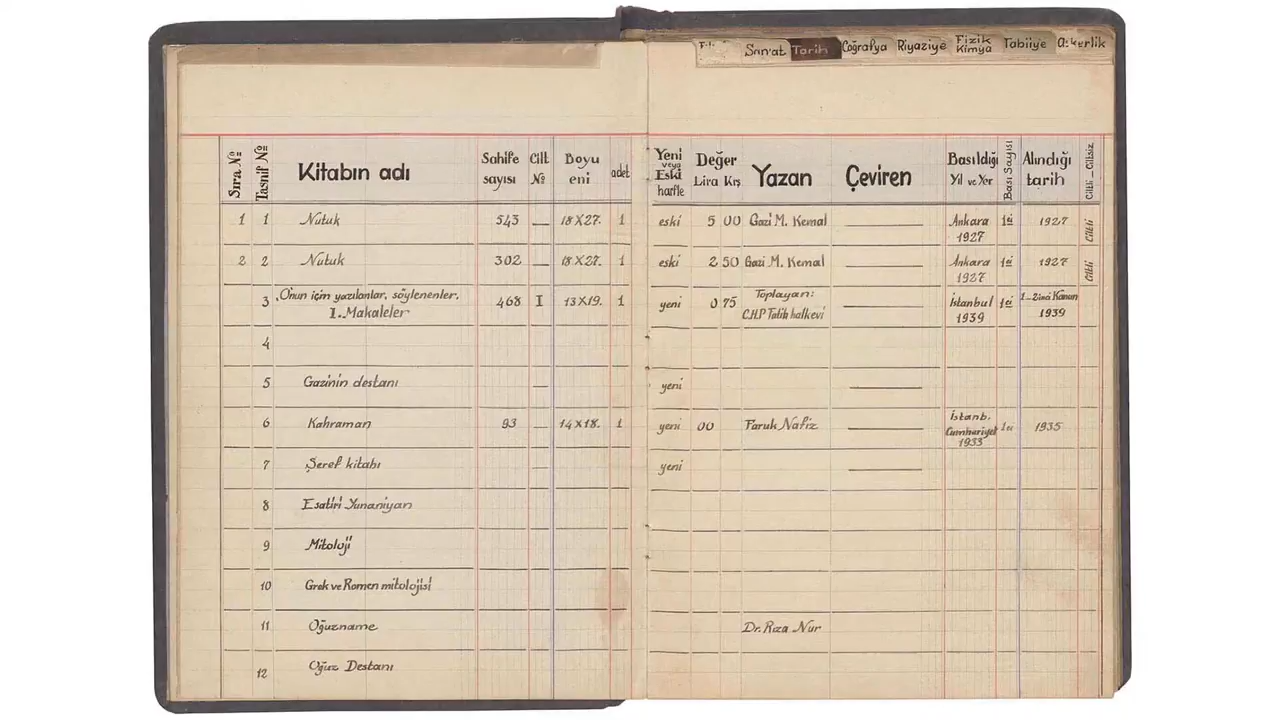 San'at Tarih Coğrafya Riyaziye Fizik Kimya Tabiiye Askerlik
Sıra № Tasnif № Kitabın adı Sahife sayısı Cilt № Boyu eni adet Yeni veya Eski harfle Değer Lira Krş Yazan Çeviren Basıldığı Yıl ve Yer Bası Sayısı Alındığı tarih Ciltli - Ciltsiz
1 1 Nutuk 543 — 18X27. 1 eski 5 00 Gazi M. Kemal — Ankara 1927 1ci 1927 Ciltli
2 2 Nutuk 302 — 18X27. 1 eski 2 50 Gazi M. Kemal — Ankara 1927 1ci 1927 Ciltli
3 Onun için yazılanlar, söylenenler. 468 I 13X19. 1 yeni 0 75 Toplayan: İstanbul 1ci 1-2inci Kanun
I. Makaleler C.H.P Fatih halkevi 1939 1939
4
5 Gazinin destanı — yeni —
6 Kahraman 93 — 14X18. 1 yeni 00 Faruk Nafiz — İstanb. Cumhuriyet 1933 1ci 1935
7 Şeref kitabı — yeni —
8 Esatiri Yunaniyan
9 Mitoloji
10 Grek ve Romen mitolojisi
11 Oğuzname Dr. Rıza Nur
12 Oğuz Destanı